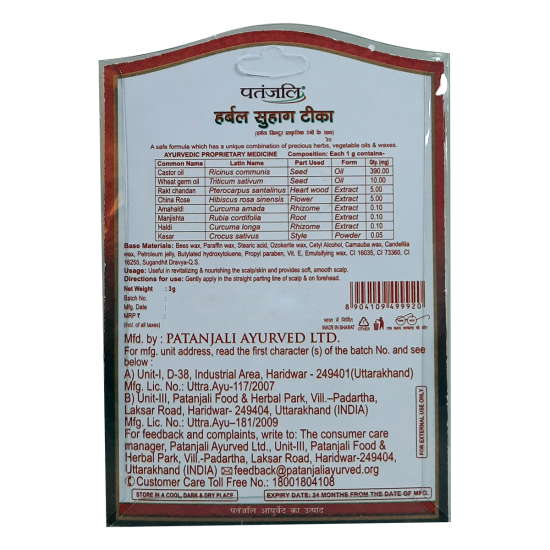 पतंजलि®
हर्बल सुहाग टीका
(हर्बल सिन्दूर प्राकृतिक रंगों के साथ)
A safe formula which has a unique combination of precious herbs, vegetable oils & waxes.
AYURVEDIC PROPRIETARY MEDICINE Composition: Each 1 g contains-
Common Name Latin Name Part Used Form Qty. (mg)
Castor oil Ricinus communis Seed Oil 390.00
Wheat germ oil Triticum sativum Seed Oil 10.00
Rakt chandan Pterocarpus santalinus Heart wood Extract 5.00
China Rose Hibiscus rosa sinensis Flower Extract 5.00
Amahaldi Curcuma amada Rhizome Extract 0.10
Manjishta Rubia cordifolia Root Extract 0.10
Haldi Curcuma longa Rhizome Extract 0.10
Kesar Crocus sativus Style Powder 0.05
Base Materials: Bees wax, Paraffin wax, Stearic acid, Ozokerite wax, Cetyl Alcohol, Carnauba wax, Candellila
wax, Petroleum jelly, Butylated hydroxytoluene, Propyl paraben, Vit. E, Emulsifying wax, CI 16035, CI 73360, CI
16255, Sugandhit Dravya-Q.S.
Usage: Useful in revitalizing & nourishing the scalp/skin and provides soft, smooth scalp.
Directions for use: Gently apply in the straight parting line of scalp & on forehead.
Net Weight : 3g
Batch No. :
Mfg. Date :
MRP ₹ :
(Incl. of all taxes)
8 904109 499920
भारत में निर्मित
MADE IN BHARAT
Mfd. by : PATANJALI AYURVED LTD.
For mfg. unit address, read the first character (s) of the batch No. and see
below :
A) Unit-I, D-38, Industrial Area, Haridwar - 249401(Uttarakhand)
Mfg. Lic. No.: Uttra.Ayu-117/2007
B) Unit-III, Patanjali Food & Herbal Park, Vill.–Padartha,
Laksar Road, Haridwar- 249404, Uttarakhand (INDIA)
Mfg. Lic. No.: Uttra.Ayu–181/2009
For feedback and complaints, write to: The consumer care
manager, Patanjali Ayurved Ltd., Unit-III, Patanjali Food &
Herbal Park, Vill.-Padartha, Laksar Road, Haridwar-249404,
Uttarakhand (INDIA) ✉feedback@patanjaliayurved.org
✆Customer Care Toll Free No.: 18001804108
FOR EXTERNAL USE ONLY
STORE IN A COOL, DARK & DRY PLACE
EXPIRY DATE: 24 MONTHS FROM THE DATE OF MFG.
पतंजलि आयुर्वेद का उत्पाद